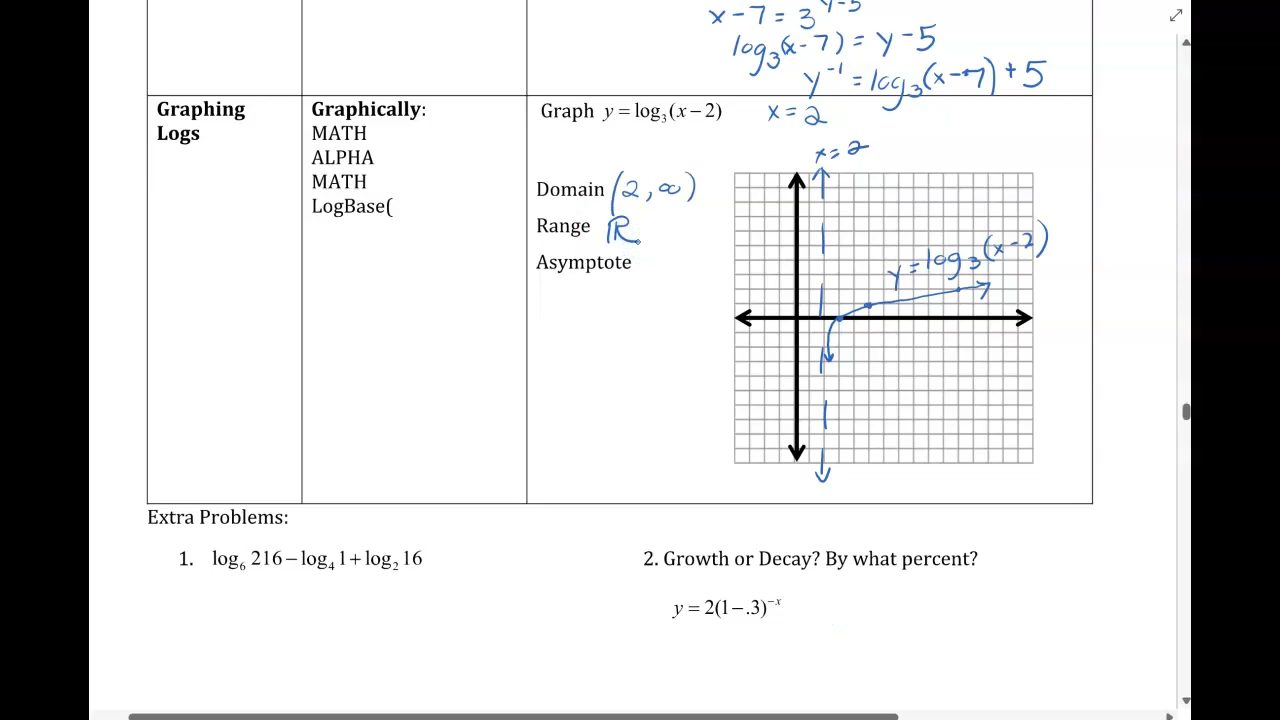 x - 7 = 3^{y-5}
log₃(x - 7) = y - 5
y⁻¹ = log₃(x - 7) + 5
Graphing
Logs
Graphically:
MATH
ALPHA
MATH
LogBase(
Graph y = log₃(x − 2)
x = 2
x = 2
Domain (2, ∞)
Range ℝ
Asymptote
y = log₃(x - 2)
Extra Problems:
1. log₆ 216 − log₄ 1 + log₂ 16
2. Growth or Decay? By what percent?
y = 2(1 − .3)⁻ˣ